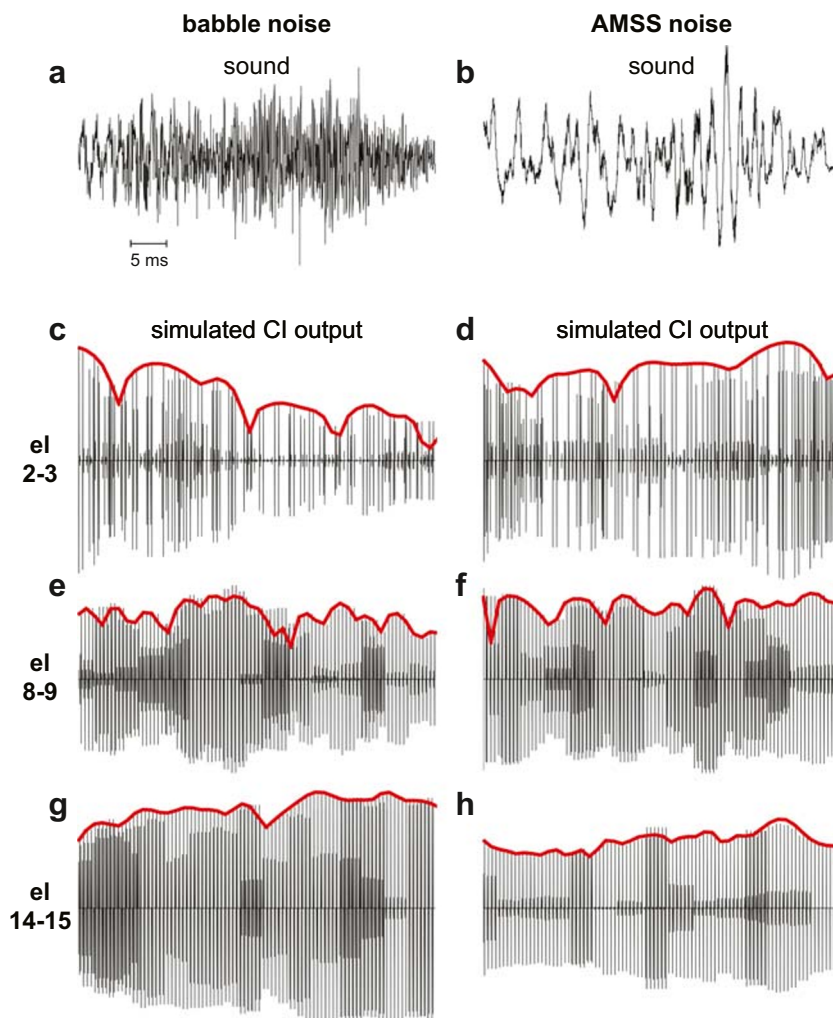 babble noise
AMSS noise
a
sound
b
sound
5 ms
c
simulated CI output
d
simulated CI output
el
2-3
e
f
el
8-9
g
h
el
14-15